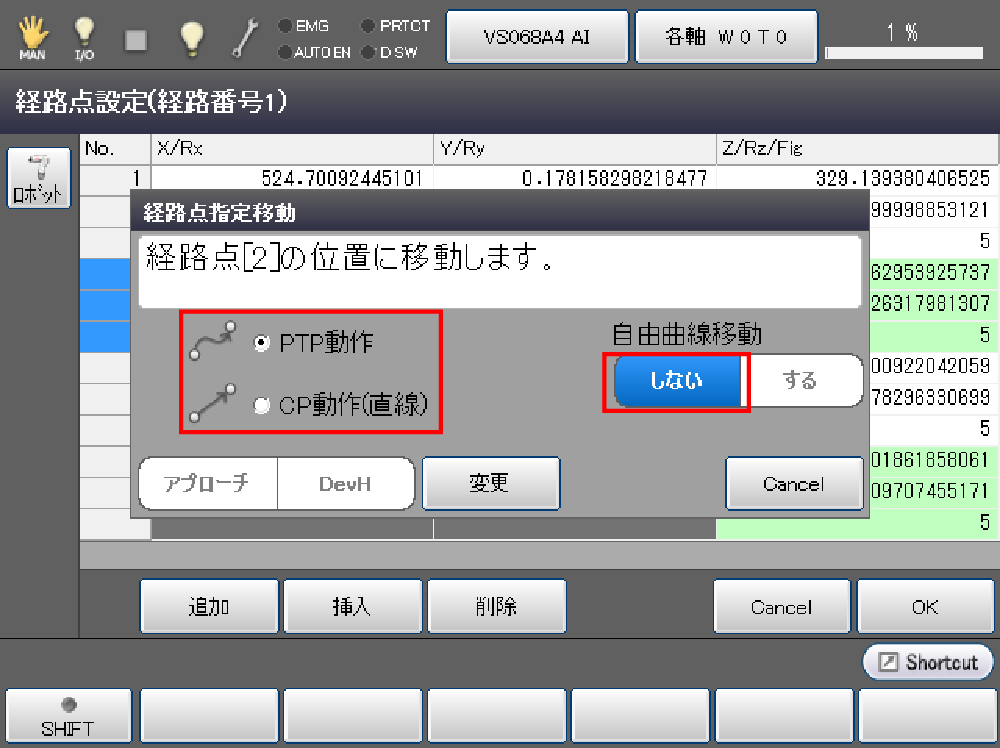 EMG PRTCT
MAN I/O AUTO EN D SW VS068A4 AI 各軸 W 0 T 0 1 %
経路点設定(経路番号1)
ロボット
No. X/Rx Y/Ry Z/Rz/Fig
1 524.70092445101 0.178158298218477 329.139380406525
経路点指定移動 99998853121
経路点[2]の位置に移動します。 5
62953925737
26317981307
PTP動作 自由曲線移動 5
しない する 00922042059
CP動作(直線) 78296330699
5
01861858061
アプローチ DevH 変更 Cancel 09707455171
5
追加 挿入 削除 Cancel OK
Shortcut
SHIFT